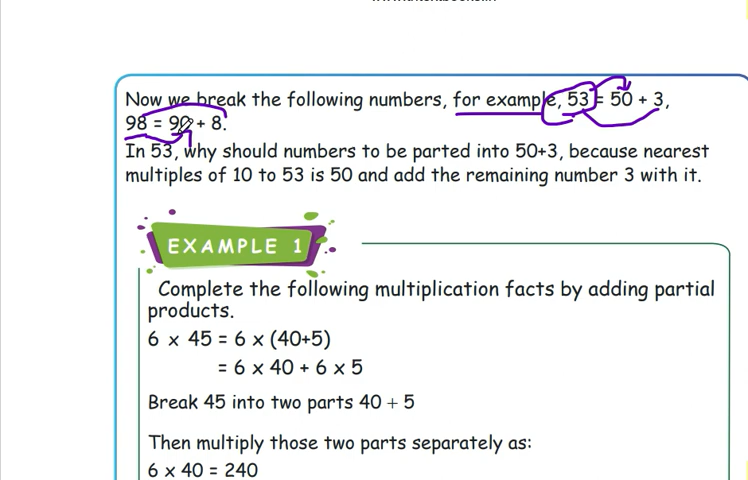 Now we break the following numbers, for example, 53 = 50 + 3,
98 = 90 + 8.
In 53, why should numbers to be parted into 50+3, because nearest
multiples of 10 to 53 is 50 and add the remaining number 3 with it.
EXAMPLE 1
Complete the following multiplication facts by adding partial
products.
6 x 45 = 6 x (40+5)
= 6 x 40 + 6 x 5
Break 45 into two parts 40 + 5
Then multiply those two parts separately as:
6 x 40 = 240